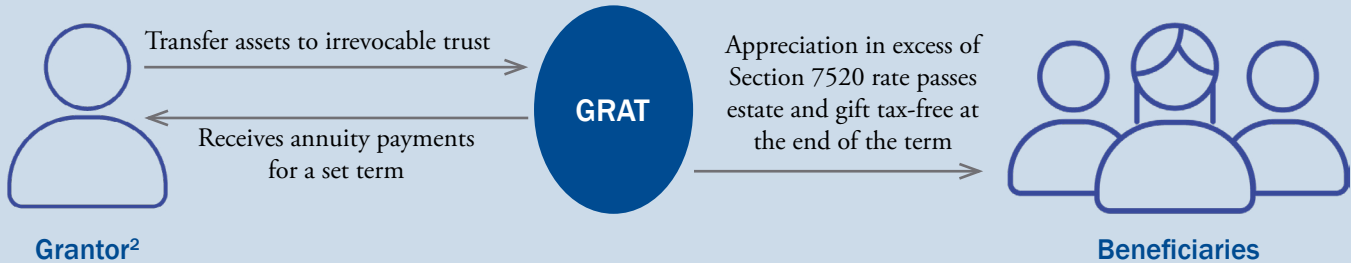 Transfer assets to irrevocable trust
Receives annuity payments
for a set term
GRAT
Appreciation in excess of
Section 7520 rate passes
estate and gift tax-free at
the end of the term
Grantor²
Beneficiaries